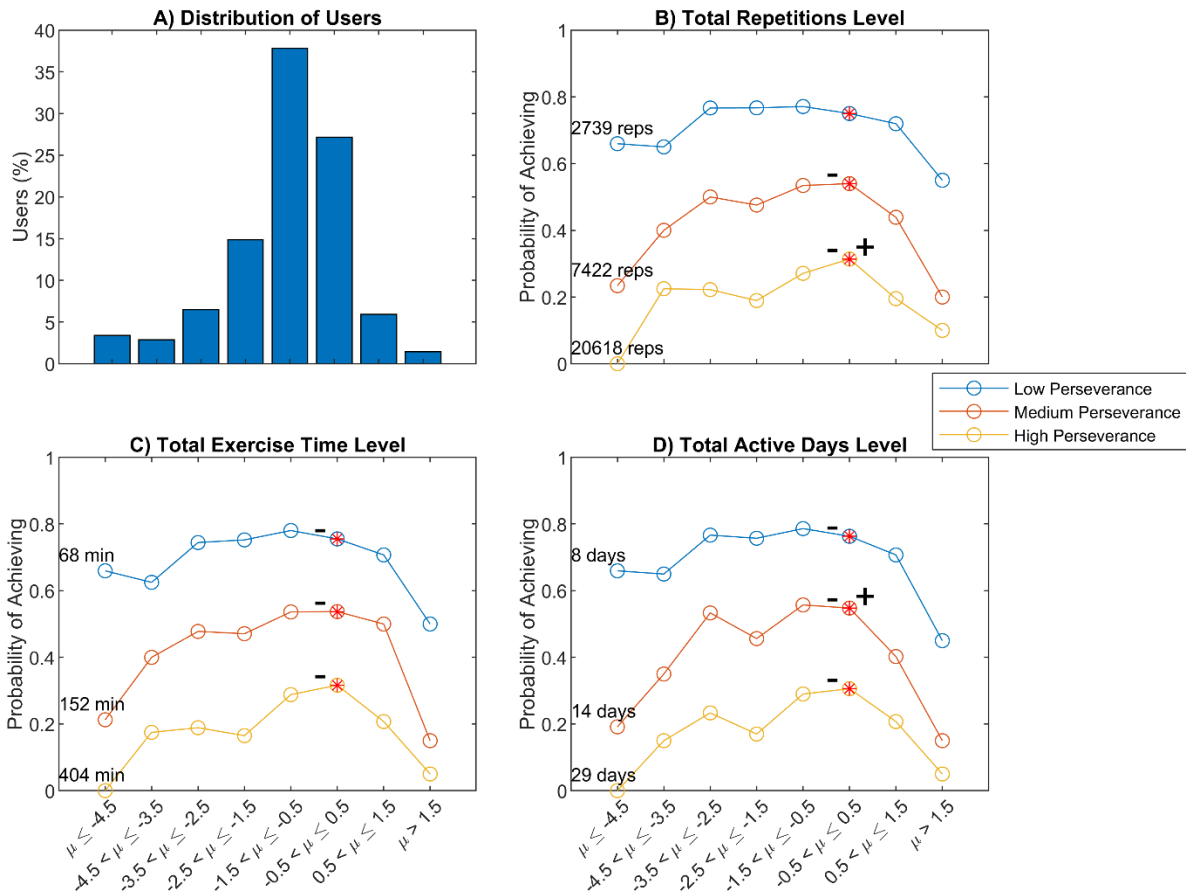 A) Distribution of Users
Users (%)
40
35
30
25
20
15
10
5
0
B) Total Repetitions Level
Probability of Achieving
1
0.8
0.6
0.4
0.2
0
2739 reps
7422 reps
20618 reps
-
-
+
Low Perseverance
Medium Perseverance
High Perseverance
C) Total Exercise Time Level
Probability of Achieving
1
0.8
0.6
0.4
0.2
0
68 min
152 min
404 min
-
-
-
μ ≤ -4.5
-4.5 < μ ≤ -3.5
-3.5 < μ ≤ -2.5
-2.5 < μ ≤ -1.5
-1.5 < μ ≤ -0.5
-0.5 < μ ≤ 0.5
0.5 < μ ≤ 1.5
μ > 1.5
D) Total Active Days Level
Probability of Achieving
1
0.8
0.6
0.4
0.2
0
8 days
14 days
29 days
-
-
+
-
μ ≤ -4.5
-4.5 < μ ≤ -3.5
-3.5 < μ ≤ -2.5
-2.5 < μ ≤ -1.5
-1.5 < μ ≤ -0.5
-0.5 < μ ≤ 0.5
0.5 < μ ≤ 1.5
μ > 1.5